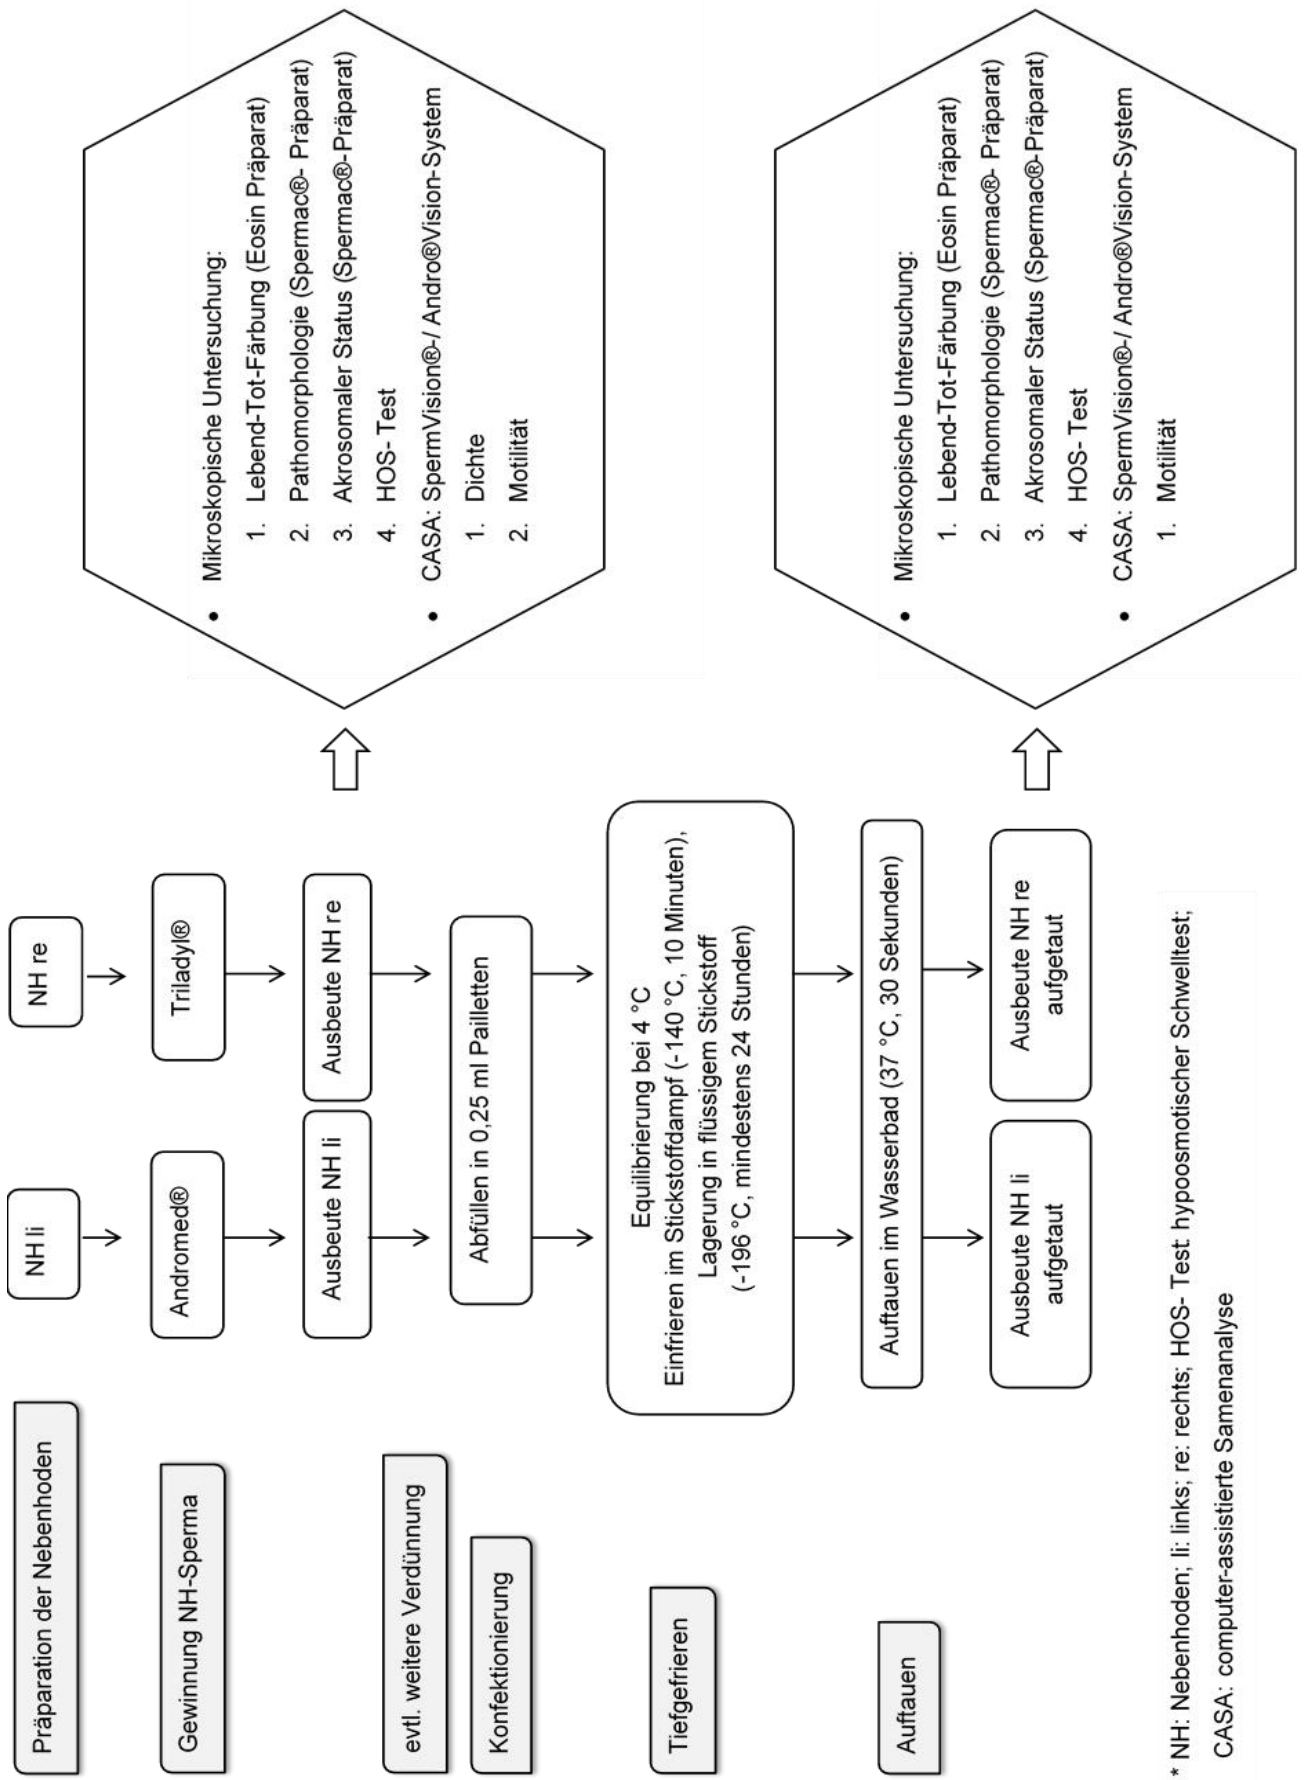 Präparation der Nebenhoden
NH li
NH re
Gewinnung NH-Sperma
Andromed®
Triladyl®
Ausbeute NH li
Ausbeute NH re
evtl. weitere Verdünnung
Konfektionierung
Abfüllen in 0,25 ml Pailletten
Tiefgefrieren
Equilibrierung bei 4 °C
Einfrieren im Stickstoffdampf (-140 °C, 10 Minuten),
Lagerung in flüssigem Stickstoff
(-196 °C, mindestens 24 Stunden)
Auftauen
Auftauen im Wasserbad (37 °C, 30 Sekunden)
Ausbeute NH li
aufgetaut
Ausbeute NH re
aufgetaut
• Mikroskopische Untersuchung:
1. Lebend-Tot-Färbung (Eosin Präparat)
2. Pathomorphologie (Spermac®- Präparat)
3. Akrosomaler Status (Spermac®-Präparat)
4. HOS- Test
• CASA: SpermVision®-/ Andro®Vision-System
1. Dichte
2. Motilität
• Mikroskopische Untersuchung:
1. Lebend-Tot-Färbung (Eosin Präparat)
2. Pathomorphologie (Spermac®- Präparat)
3. Akrosomaler Status (Spermac®-Präparat)
4. HOS- Test
• CASA: SpermVision®-/ Andro®Vision-System
1. Motilität
* NH: Nebenhoden; li: links; re: rechts; HOS- Test: hypoosmotischer Schwelltest;
CASA: computer-assistierte Samenanalyse